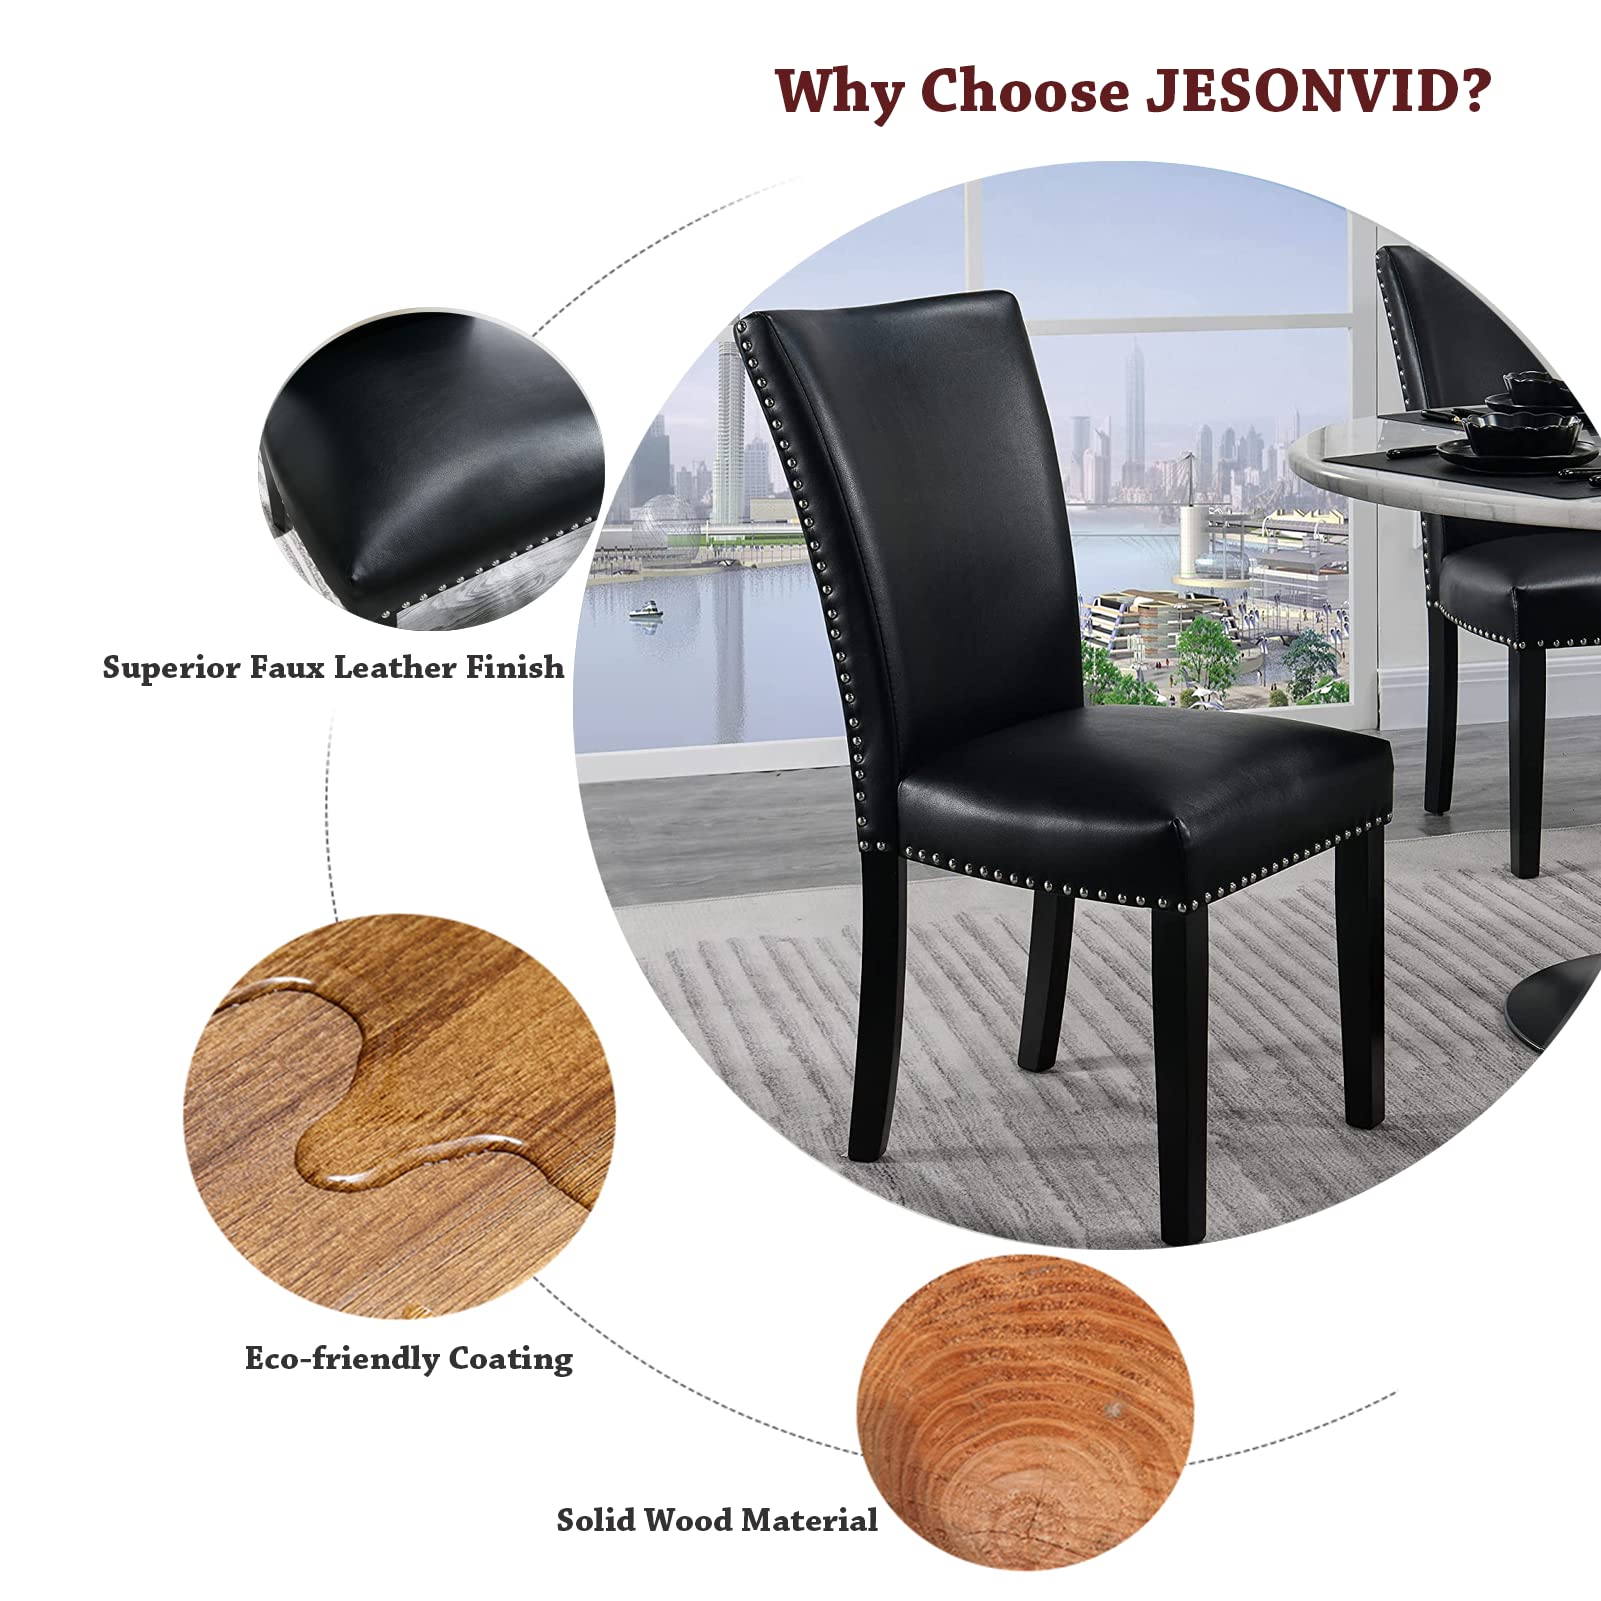 Why Choose JESONVID?
Superior Faux Leather Finish
Eco-friendly Coating
Solid Wood Material